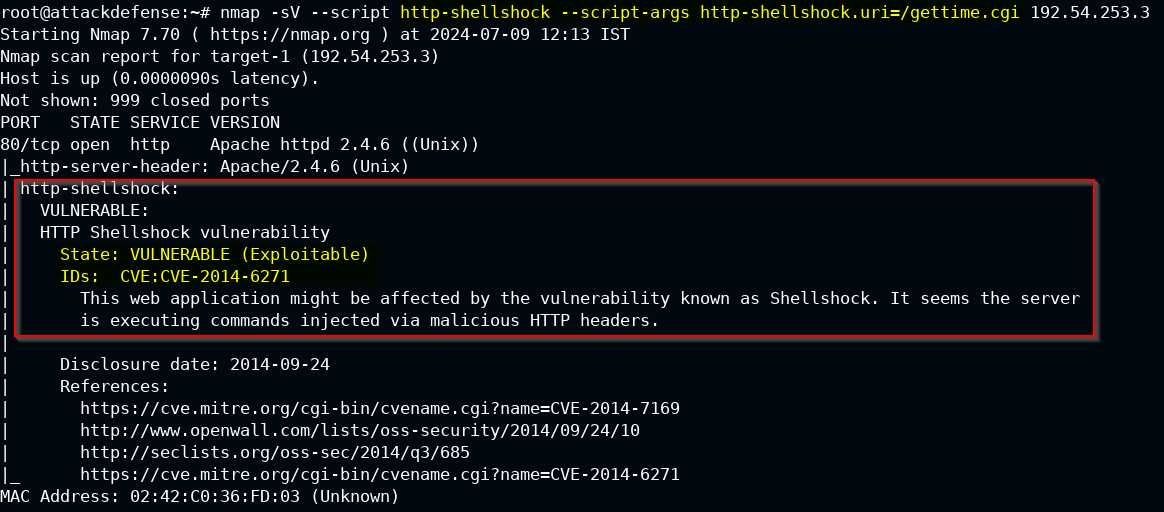 root@attackdefense:~# nmap -sV --script http-shellshock --script-args http-shellshock.uri=/gettime.cgi 192.54.253.3
Starting Nmap 7.70 ( https://nmap.org ) at 2024-07-09 12:13 IST
Nmap scan report for target-1 (192.54.253.3)
Host is up (0.0000090s latency).
Not shown: 999 closed ports
PORT   STATE SERVICE VERSION
80/tcp open  http    Apache httpd 2.4.6 ((Unix))
|_http-server-header: Apache/2.4.6 (Unix)
| http-shellshock:
|   VULNERABLE:
|   HTTP Shellshock vulnerability
|     State: VULNERABLE (Exploitable)
|     IDs:  CVE:CVE-2014-6271
|       This web application might be affected by the vulnerability known as Shellshock. It seems the server
|       is executing commands injected via malicious HTTP headers.
|
|     Disclosure date: 2014-09-24
|     References:
|       https://cve.mitre.org/cgi-bin/cvename.cgi?name=CVE-2014-7169
|       http://www.openwall.com/lists/oss-security/2014/09/24/10
|       http://seclists.org/oss-sec/2014/q3/685
|_      https://cve.mitre.org/cgi-bin/cvename.cgi?name=CVE-2014-6271
MAC Address: 02:42:C0:36:FD:03 (Unknown)